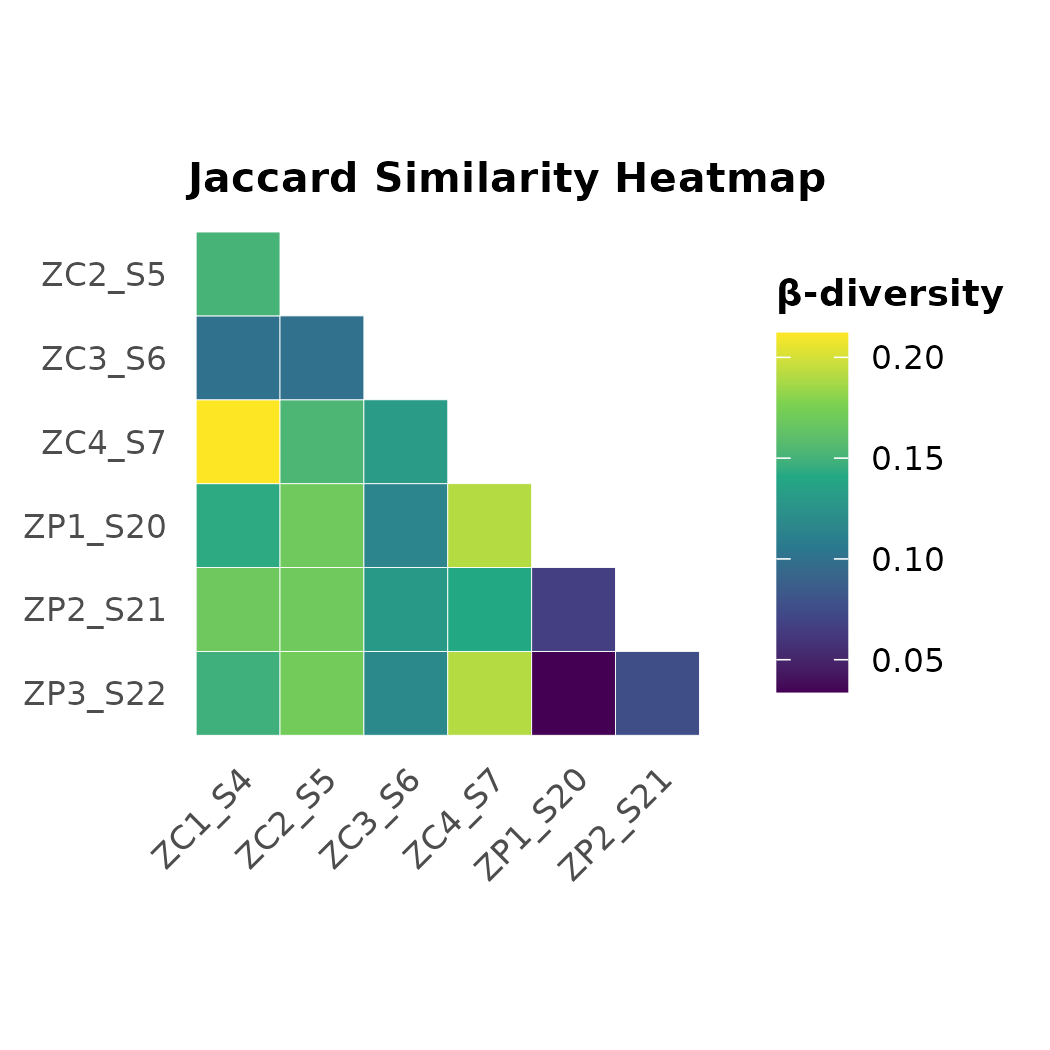 Jaccard Similarity Heatmap
ZC2_S5
ZC3_S6
ZC4_S7
ZP1_S20
ZP2_S21
ZP3_S22
ZC1_S4
ZC2_S5
ZC3_S6
ZC4_S7
ZP1_S20
ZP2_S21
β-diversity
0.20
0.15
0.10
0.05